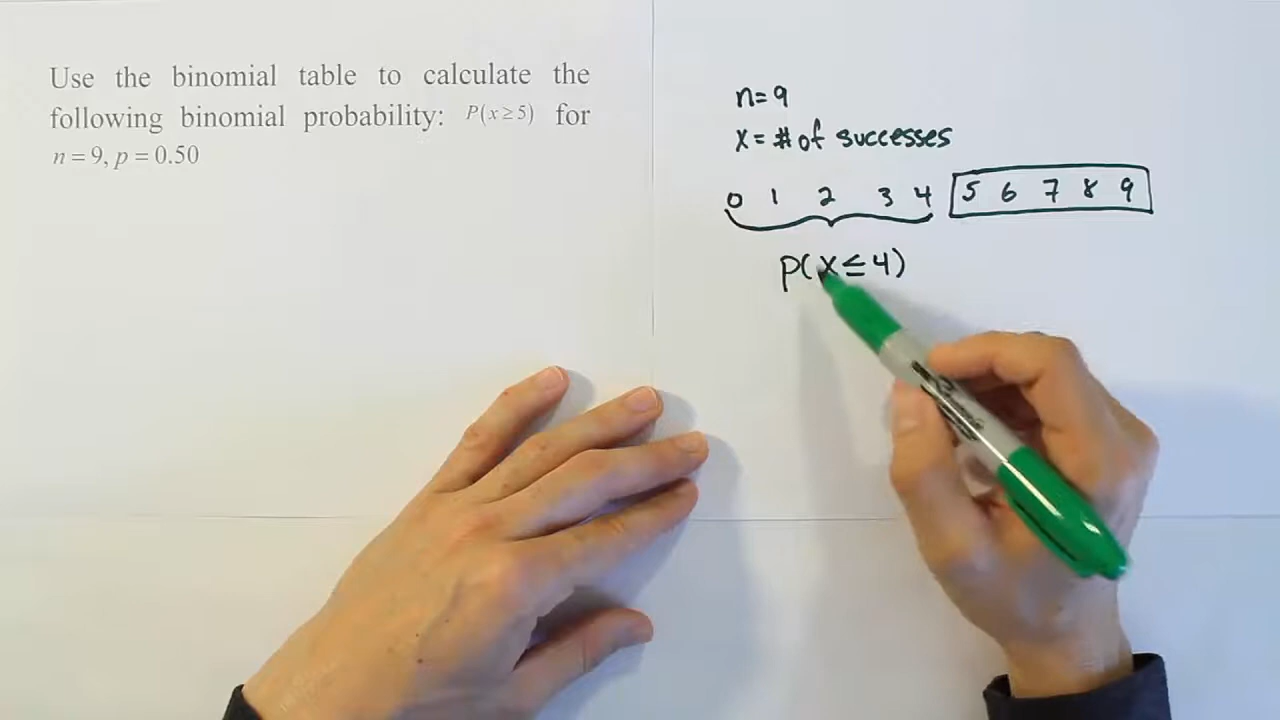 Use the binomial table to calculate the
following binomial probability: P(x ≥ 5) for
n = 9, p = 0.50
n=9
x = # of successes
0 1 2 3 4 5 6 7 8 9
P(x ≤ 4)